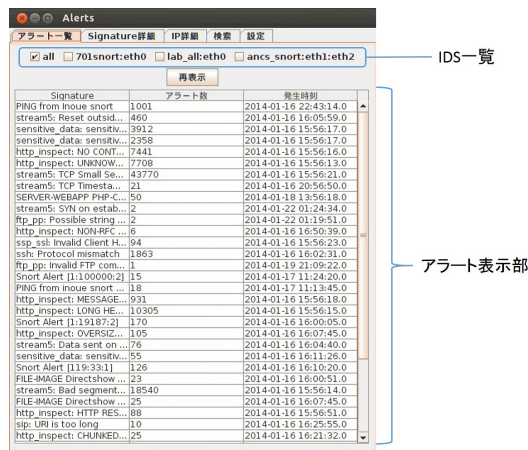 Alerts
アラート一覧 Signature詳細 IP詳細 検索 設定
all 701snort:eth0 lab_all:eth0 ancs_snort:eth1:eth2
IDS一覧
再表示
Signature アラート数 発生時刻
PING from Inoue snort 1001 2014-01-16 22:43:14.0
stream5: Reset outsid... 460 2014-01-16 16:05:59.0
sensitive_data: sensitiv... 3912 2014-01-16 15:56:17.0
sensitive_data: sensitiv... 2358 2014-01-16 15:56:17.0
http_inspect: NO CONT... 7441 2014-01-16 15:56:16.0
http_inspect: UNKNOW... 7708 2014-01-16 15:56:13.0
stream5: TCP Small Se... 43770 2014-01-16 15:56:21.0
stream5: TCP Timesta... 21 2014-01-16 20:56:50.0
SERVER-WEBAPP PHP-C... 50 2014-01-18 13:56:18.0
stream5: SYN on estab... 2 2014-01-22 01:24:34.0
ftp_pp: Possible string ... 2 2014-01-22 01:19:51.0
http_inspect: NON-RFC ... 6 2014-01-16 16:50:39.0
ssp_ssl: Invalid Client H... 94 2014-01-16 15:56:23.0
ssh: Protocol mismatch 1863 2014-01-16 16:02:31.0
ftp_pp: Invalid FTP com... 1 2014-01-19 21:09:22.0
Snort Alert [1:100000:2] 15 2014-01-17 11:24:20.0
PING from inoue snort ... 18 2014-01-17 11:13:45.0
http_inspect: MESSAGE... 931 2014-01-16 15:56:18.0
http_inspect: LONG HE... 10305 2014-01-16 15:56:15.0
Snort Alert [1:19187:2] 170 2014-01-16 16:00:05.0
http_inspect: OVERSIZ... 105 2014-01-16 16:07:45.0
stream5: Data sent on ... 76 2014-01-16 16:04:40.0
sensitive_data: sensitiv... 55 2014-01-16 16:11:26.0
Snort Alert [119:33:1] 126 2014-01-16 16:10:20.0
FILE-IMAGE Directshow ... 23 2014-01-16 16:00:51.0
stream5: Bad segment... 18540 2014-01-16 15:56:14.0
FILE-IMAGE Directshow ... 25 2014-01-16 16:07:45.0
http_inspect: HTTP RES... 88 2014-01-16 15:56:51.0
sip: URI is too long 10 2014-01-16 16:25:55.0
http_inspect: CHUNKED... 25 2014-01-16 16:21:32.0
アラート表示部